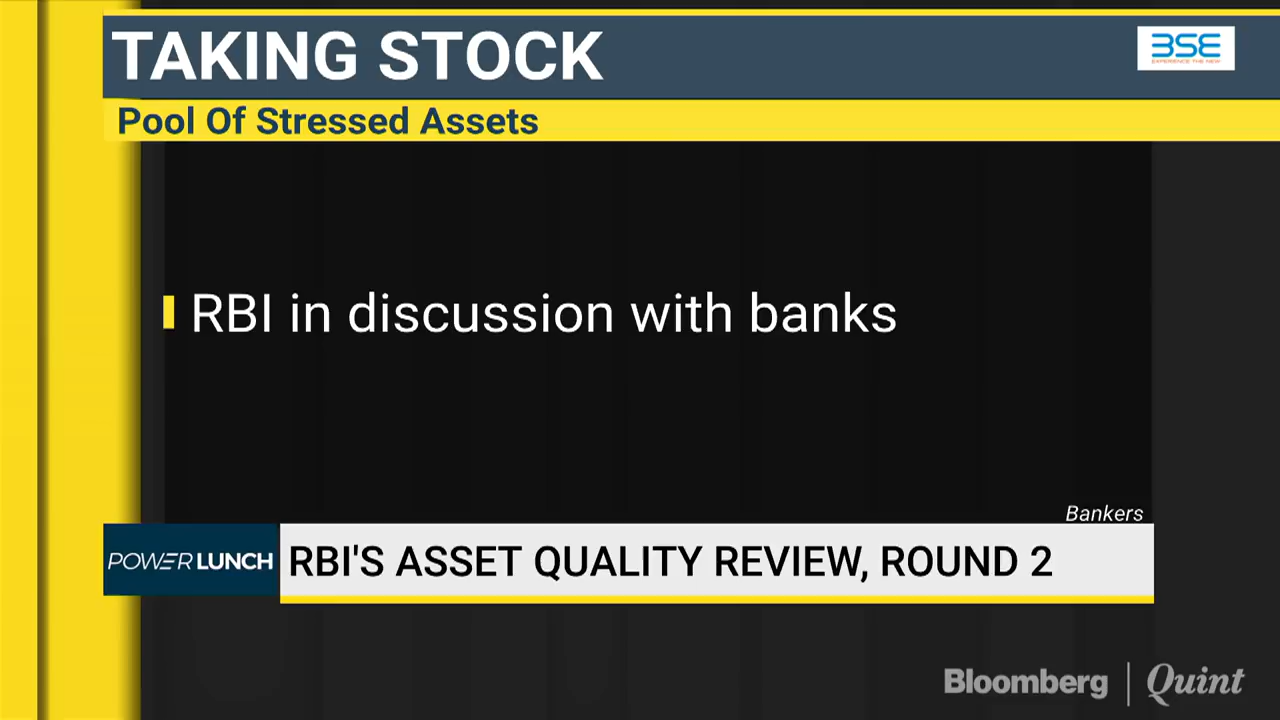 TAKING STOCK
BSE
EXPERIENCE THE NEW
Pool Of Stressed Assets
RBI in discussion with banks
Bankers
POWER LUNCH
RBI'S ASSET QUALITY REVIEW, ROUND 2
Bloomberg | Quint